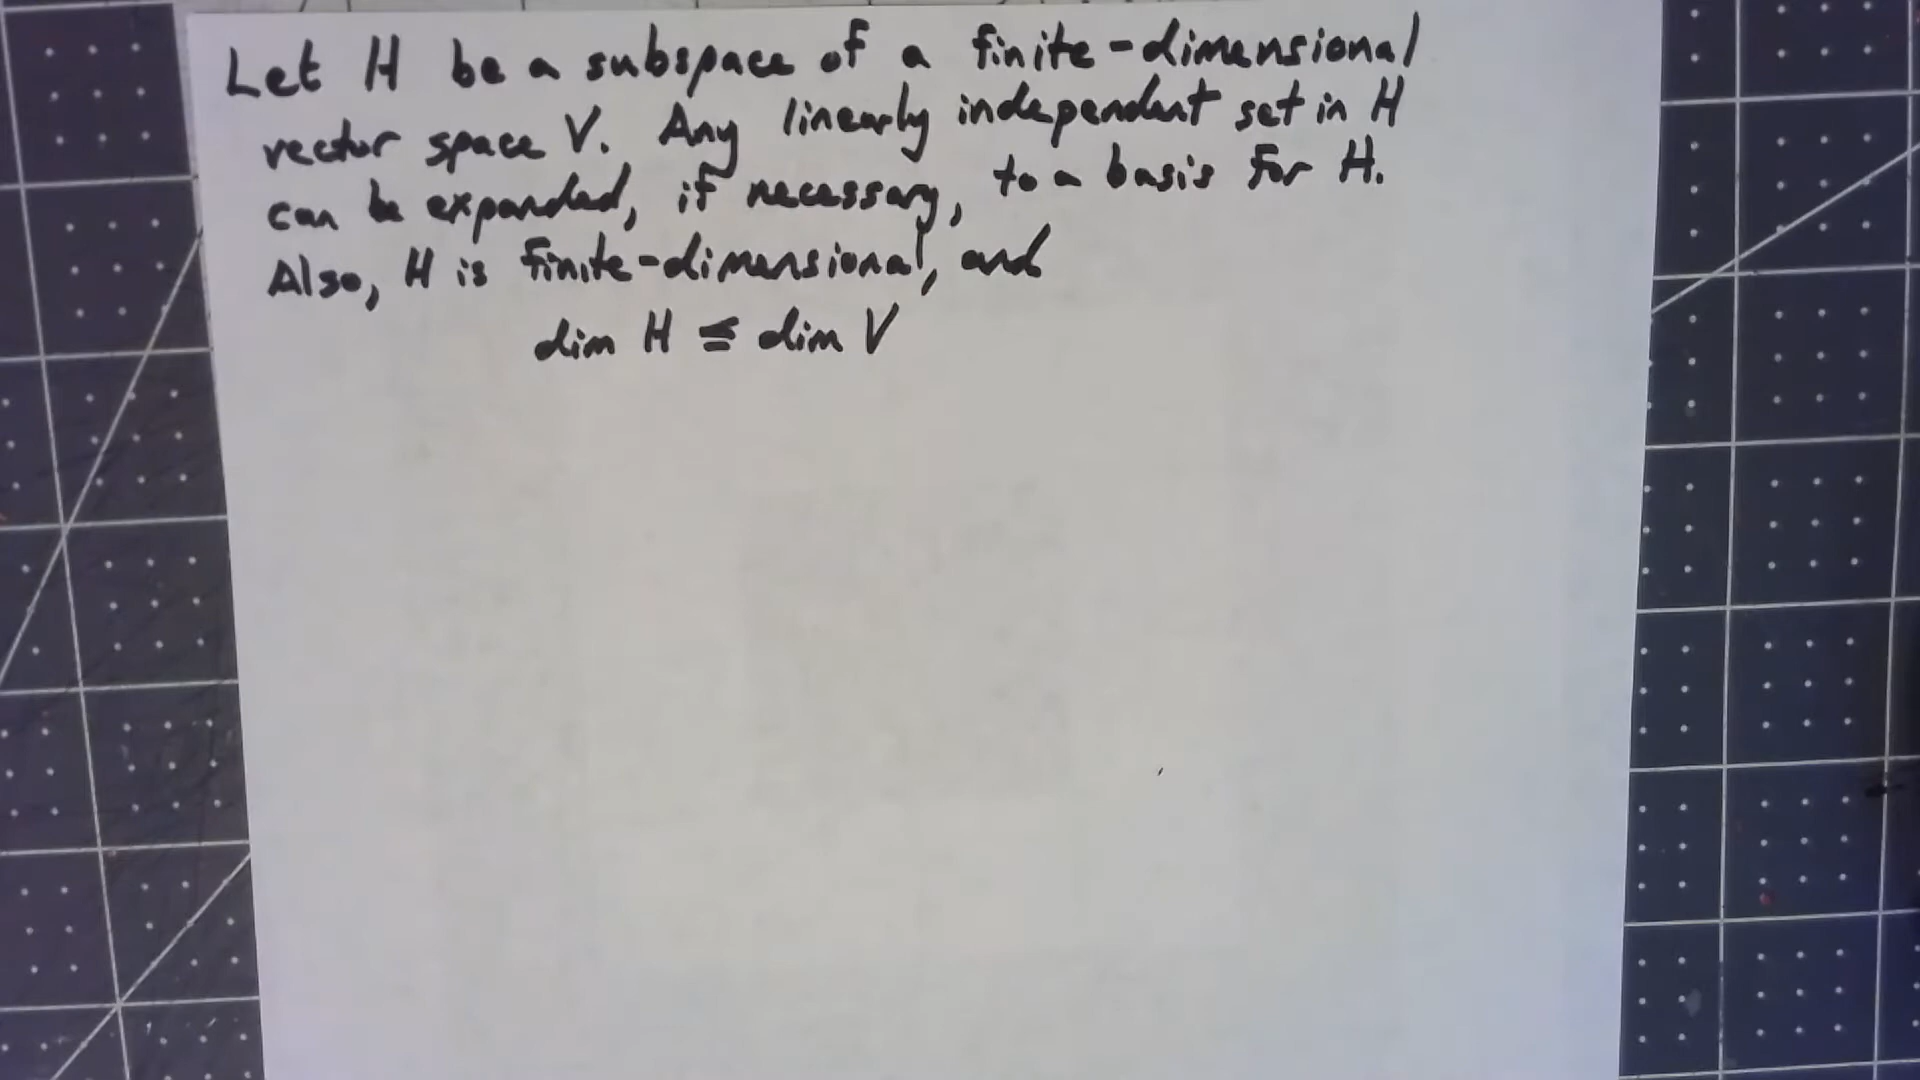 Let H be a subspace of a finite-dimensional
vector space V. Any linearly independent set in H
can be expanded, if necessary, to a basis for H.
Also, H is finite-dimensional, and
dim H ≤ dim V